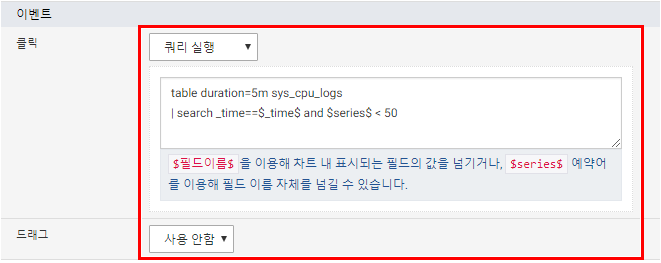 이벤트
클릭
쿼리 실행
table duration=5m sys_cpu_logs
| search _time==$_time$ and $series$ < 50
$필드이름$ 을 이용해 차트 내 표시되는 필드의 값을 넘기거나, $series$ 예약어
를 이용해 필드 이름 자체를 넘길 수 있습니다.
드래그
사용 안함